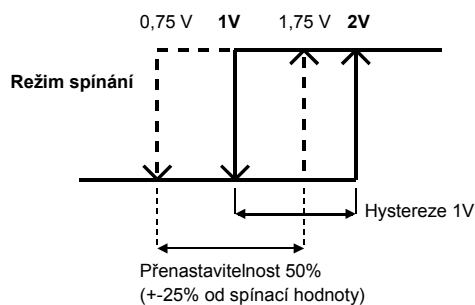 0,75 V 1V 1,75 V 2V
Režim spínání
Hystereze 1V
Přenastavitelnost 50%
(+-25% od spínací hodnoty)